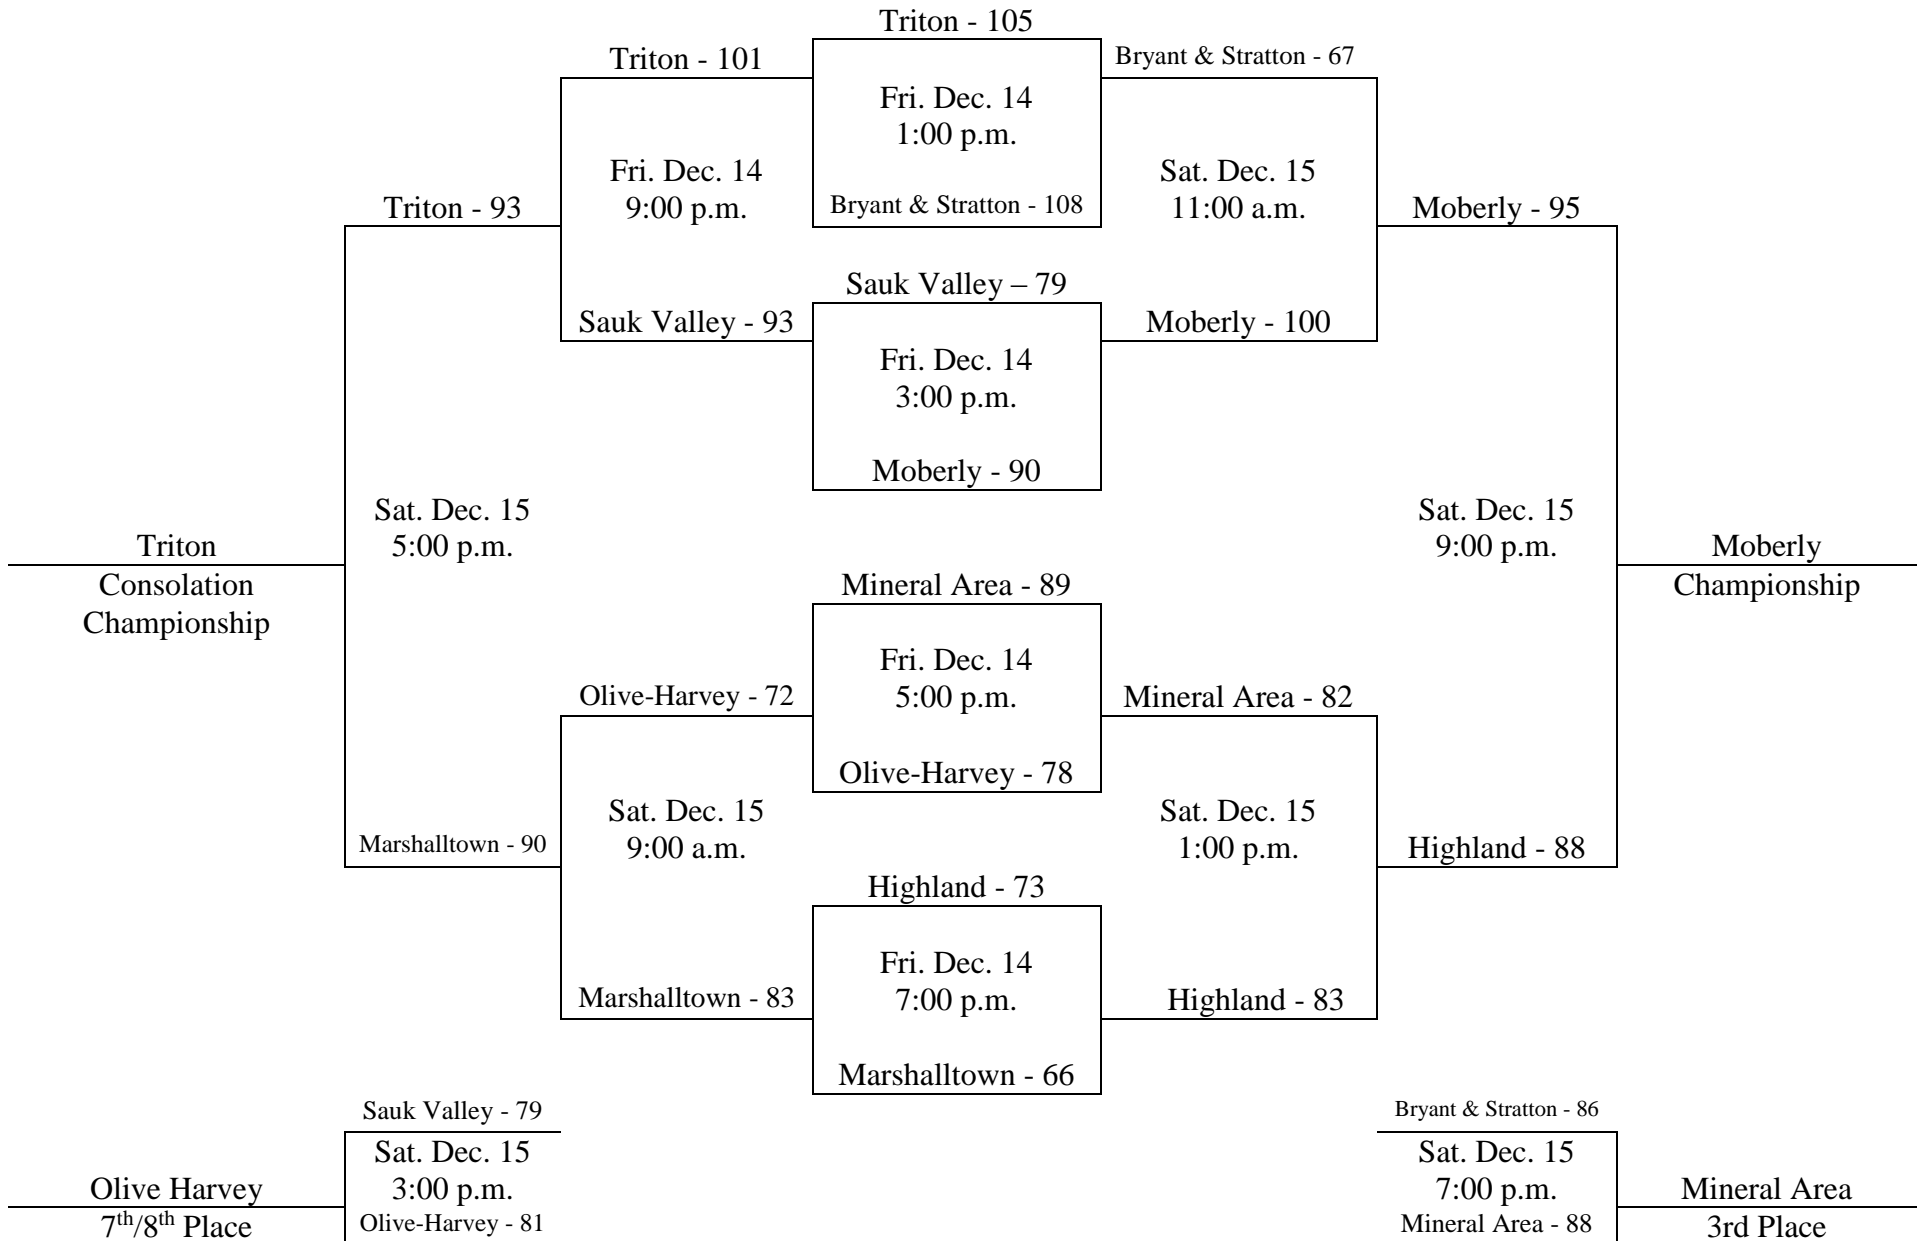 Triton - 105
Triton - 101
Bryant & Stratton - 67
Fri. Dec. 14
1:00 p.m.
Fri. Dec. 14
9:00 p.m.
Sat. Dec. 15
11:00 a.m.
Triton - 93
Bryant & Stratton - 108
Moberly - 95
Sauk Valley – 79
Sauk Valley - 93
Moberly - 100
Fri. Dec. 14
3:00 p.m.
Moberly - 90
Sat. Dec. 15
5:00 p.m.
Sat. Dec. 15
9:00 p.m.
Triton
Consolation
Championship
Moberly
Championship
Mineral Area - 89
Fri. Dec. 14
5:00 p.m.
Olive-Harvey - 72
Mineral Area - 82
Olive-Harvey - 78
Sat. Dec. 15
9:00 a.m.
Sat. Dec. 15
1:00 p.m.
Marshalltown - 90
Highland - 88
Highland - 73
Fri. Dec. 14
7:00 p.m.
Marshalltown - 83
Highland - 83
Marshalltown - 66
Sauk Valley - 79
Sat. Dec. 15
3:00 p.m.
Olive-Harvey - 81
Olive Harvey
7th/8th Place
Bryant & Stratton - 86
Sat. Dec. 15
7:00 p.m.
Mineral Area - 88
Mineral Area
3rd Place